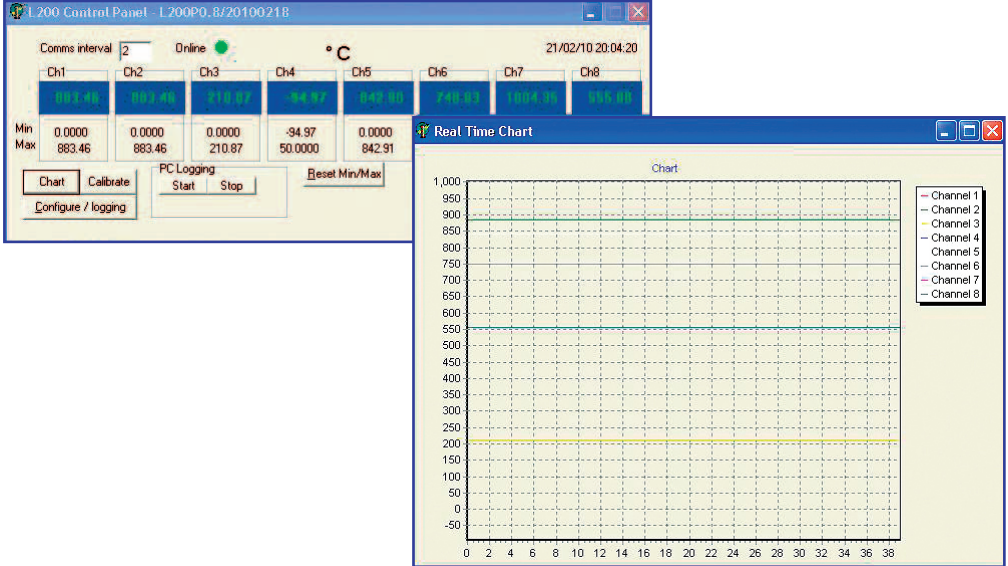 L200 Control Panel - L200P0.8/20100218
Comms interval 2 Online °C 21/02/10 20:04:20
Ch1 Ch2 Ch3 Ch4 Ch5 Ch6 Ch7 Ch8
883.46 883.46 210.87 -94.97 748.83 555.08
Min 0.0000 0.0000 0.0000 -94.97 0.0000
Max 883.46 883.46 210.87 50.0000 842.91
Chart Calibrate PC Logging Reset Min/Max
Start Stop
Configure / logging
Real Time Chart
Chart
1,000
950
900
850
800
750
700
650
600
550
500
450
400
350
300
250
200
150
100
50
0
-50
0 2 4 6 8 10 12 14 16 18 20 22 24 26 28 30 32 34 36 38
Channel 1
Channel 2
Channel 3
Channel 4
Channel 5
Channel 6
Channel 7
Channel 8